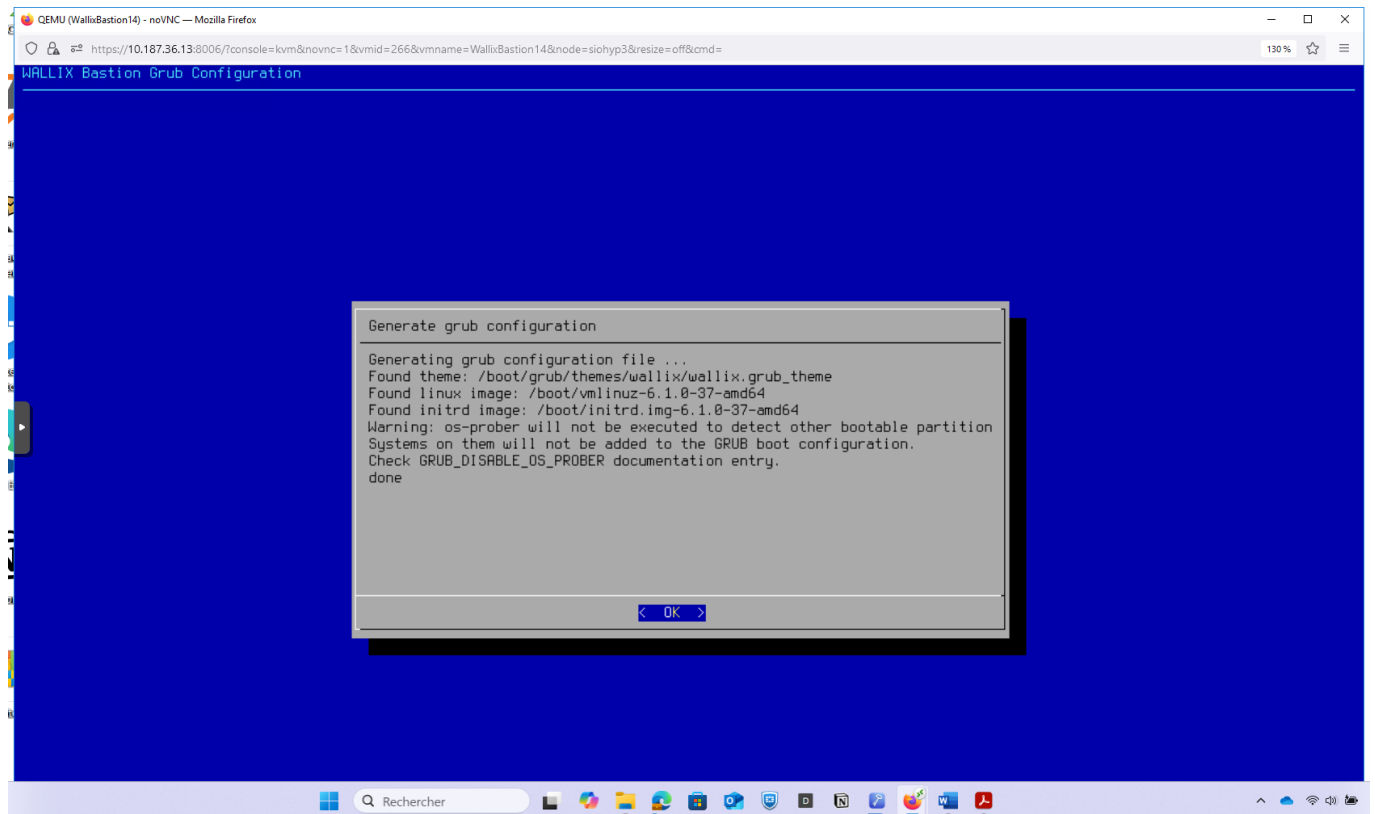 QEMU (WallixBastion14) - noVNC — Mozilla Firefox
https://10.187.36.13:8006/?console=kvm&novnc=1&vmid=266&vmname=WallixBastion14&node=siohyp3&resize=off&cmd=
130 %
WALLIX Bastion Grub Configuration
Generate grub configuration
Generating grub configuration file ...
Found theme: /boot/grub/themes/wallix/wallix.grub_theme
Found linux image: /boot/vmlinuz-6.1.0-37-amd64
Found initrd image: /boot/initrd.img-6.1.0-37-amd64
Warning: os-prober will not be executed to detect other bootable partition
Systems on them will not be added to the GRUB boot configuration.
Check GRUB_DISABLE_OS_PROBER documentation entry.
done
< OK >
Rechercher